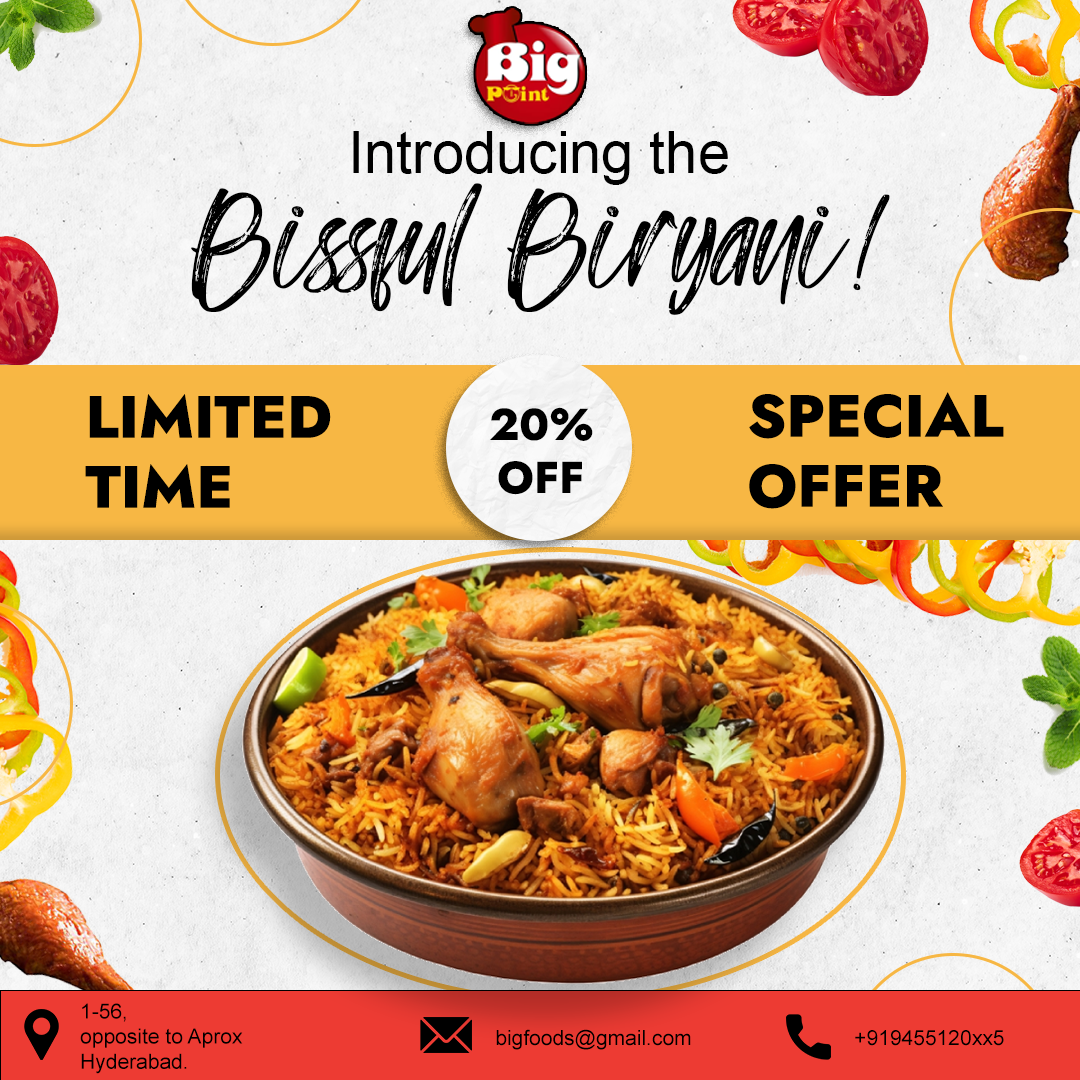 Big
Point
Introducing the
Bissful Biryani!
LIMITED
TIME
20%
OFF
SPECIAL
OFFER
1-56,
opposite to Aprox
Hyderabad.
bigfoods@gmail.com
+919455120xx5